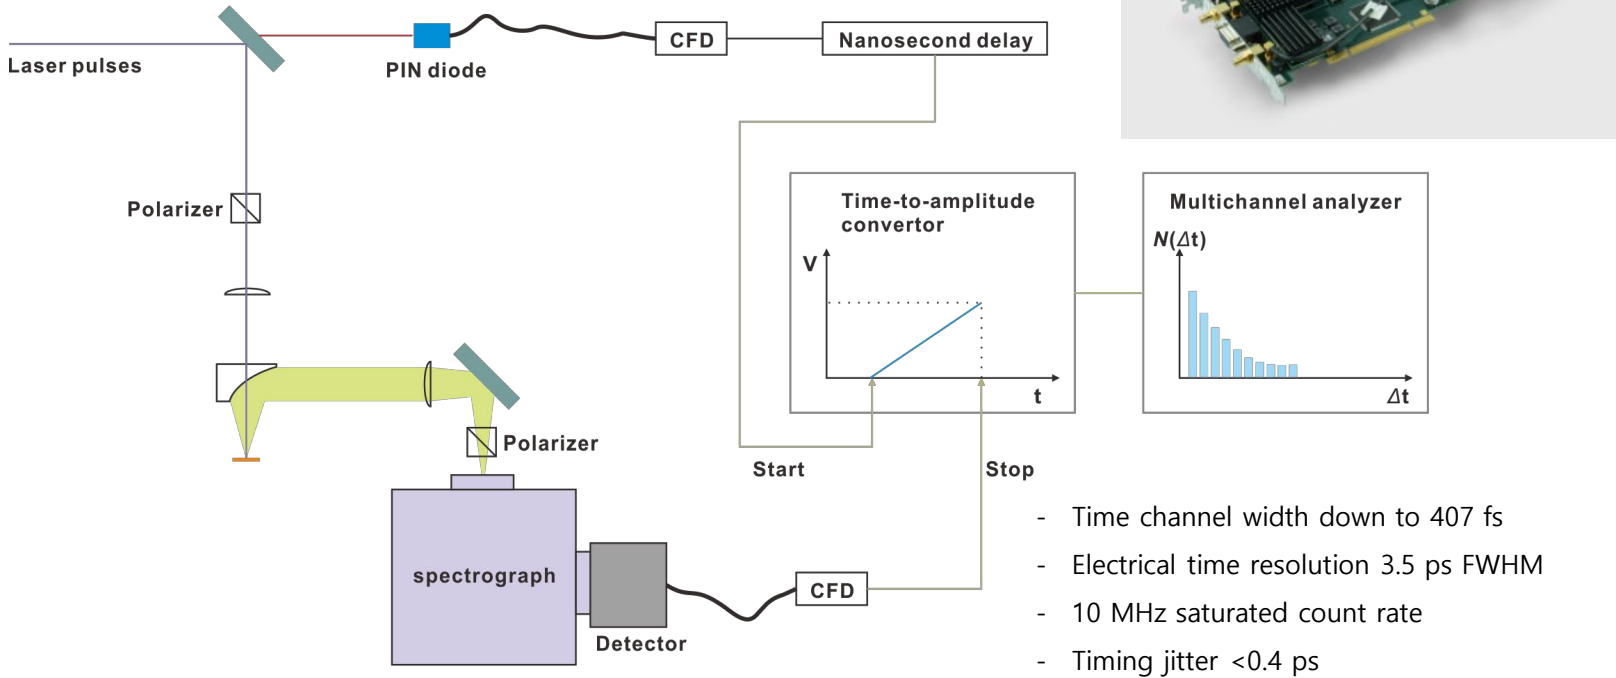 Laser pulses
PIN diode
CFD
Nanosecond delay
Polarizer
Time-to-amplitude
convertor
V
t
Multichannel analyzer
N(Δt)
Δt
Polarizer
Start
Stop
spectrograph
Detector
CFD
- Time channel width down to 407 fs
- Electrical time resolution 3.5 ps FWHM
- 10 MHz saturated count rate
- Timing jitter <0.4 ps